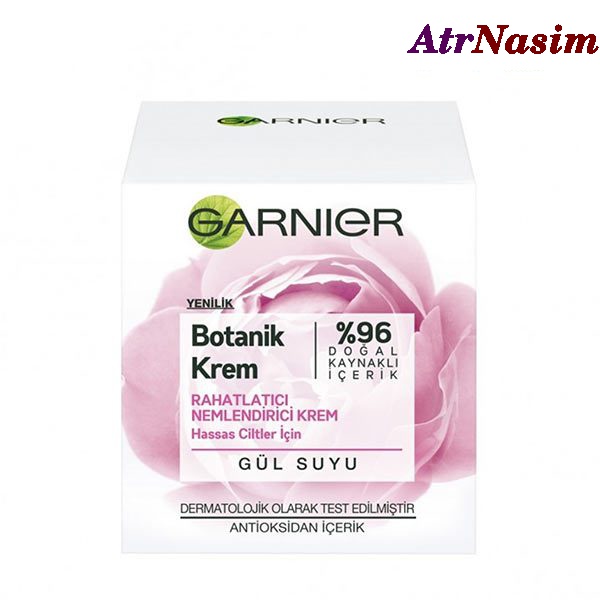 AtrNasim
GARNIER
GARNIER
YENİLİK
Botanik
Krem
%96
DOĞAL
KAYNAKLI
İÇERİK
RAHATLATICI
NEMLENDİRİCİ KREM
Hassas Ciltler İçin
GÜL SUYU
DERMATOLOJİK OLARAK TEST EDİLMİŞTİR
ANTİOKSİDAN İÇERİK